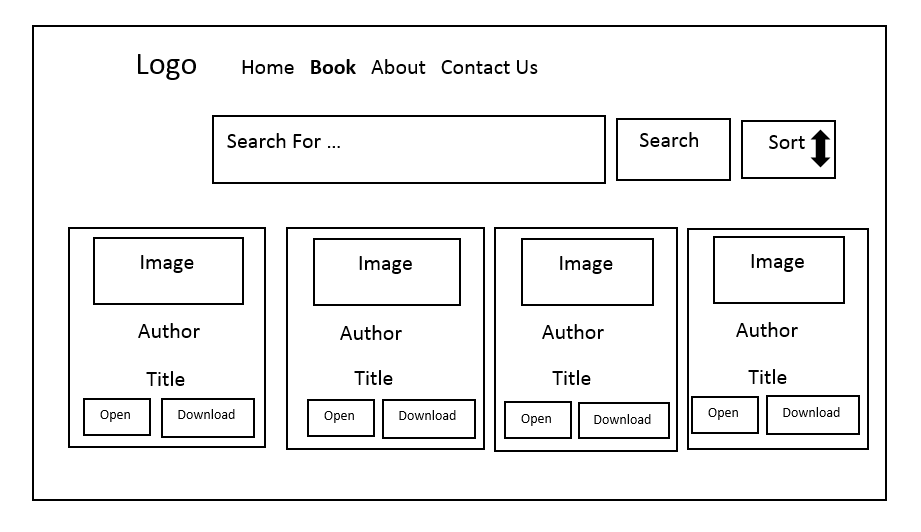 Logo Home Book About Contact Us
Search For ... Search Sort
Image Image Image Image
Author Author Author Author
Title Title Title Title
Open Download Open Download Open Download Open Download